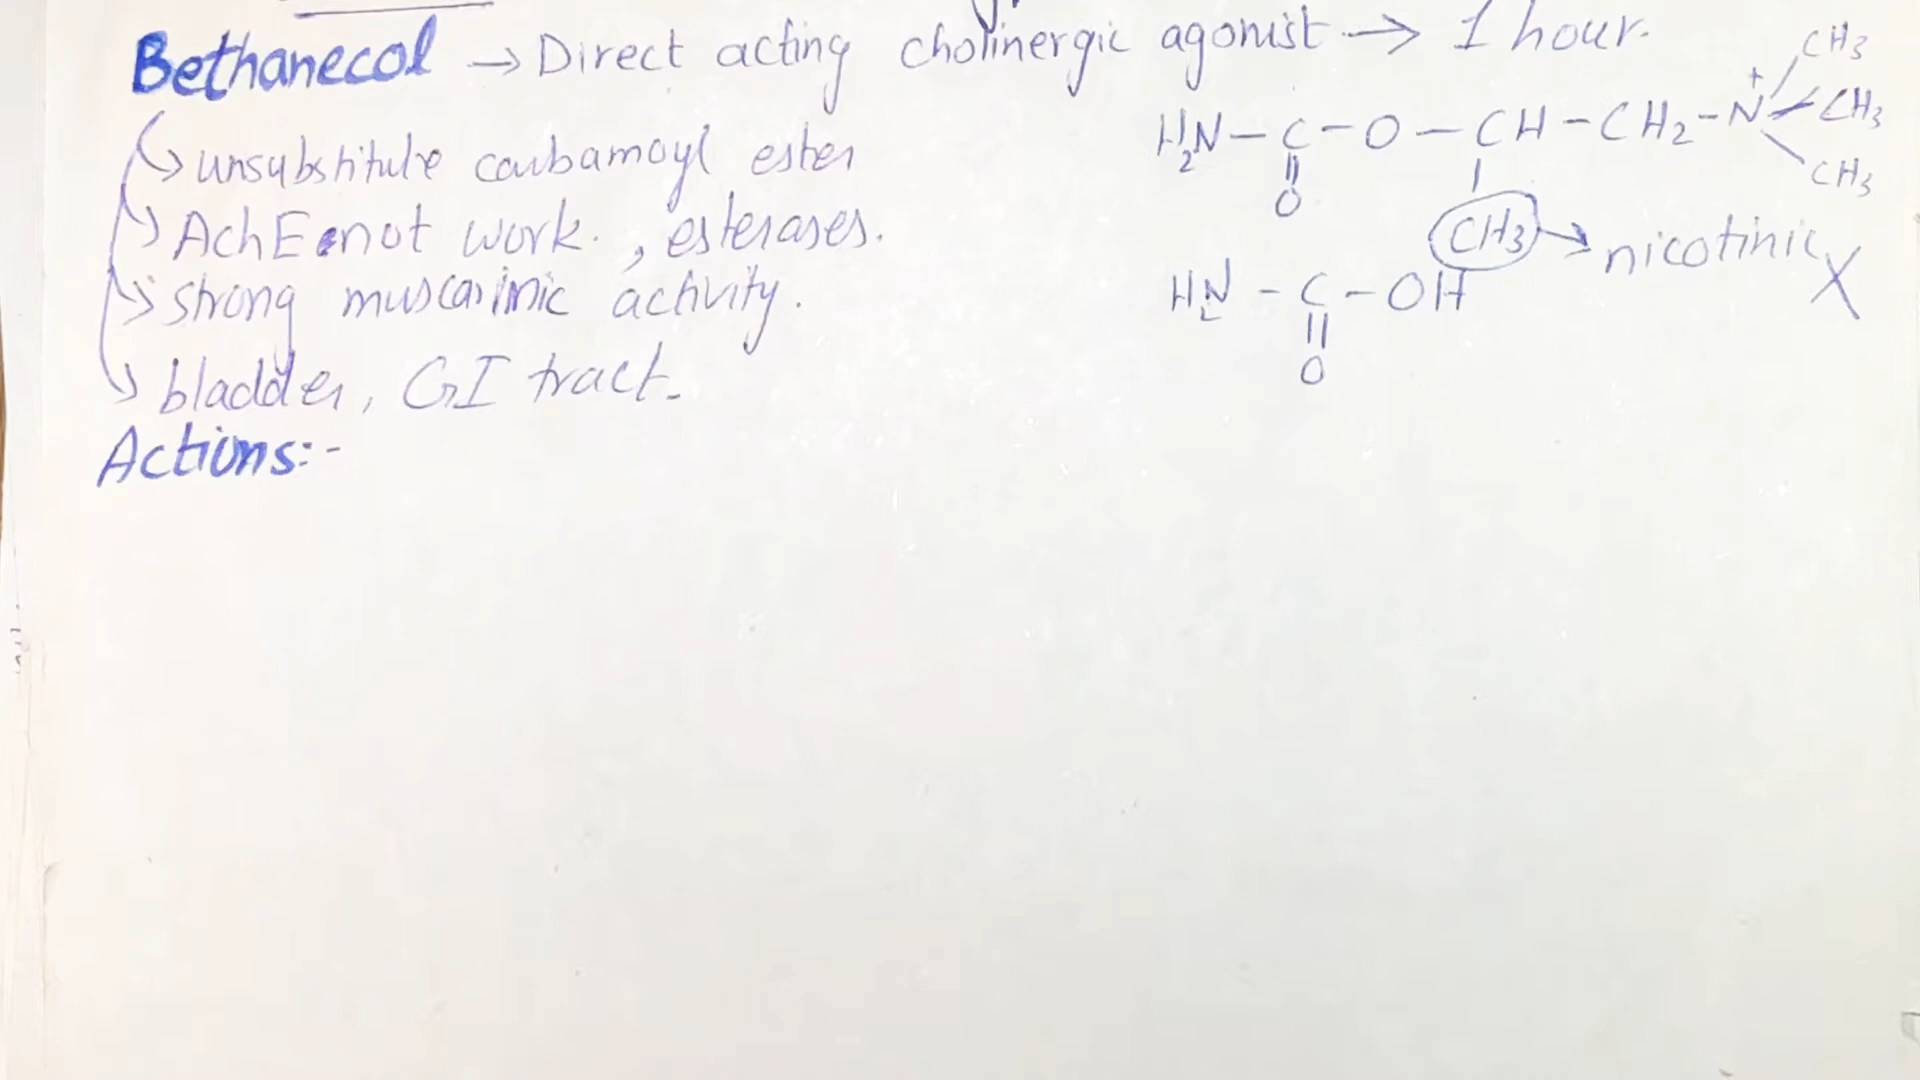 Bethanecol → Direct acting cholinergic agonist → 1 hour.
unsubstitute carbamoyl ester
AchE not work. , esterases.
strong muscarinic activity.
bladder, GI tract.
Actions:-
CH3
H2N-C-O-CH-CH2-N+ CH3
O
CH3
CH3 → nicotinic X
H2N-C-OH
O